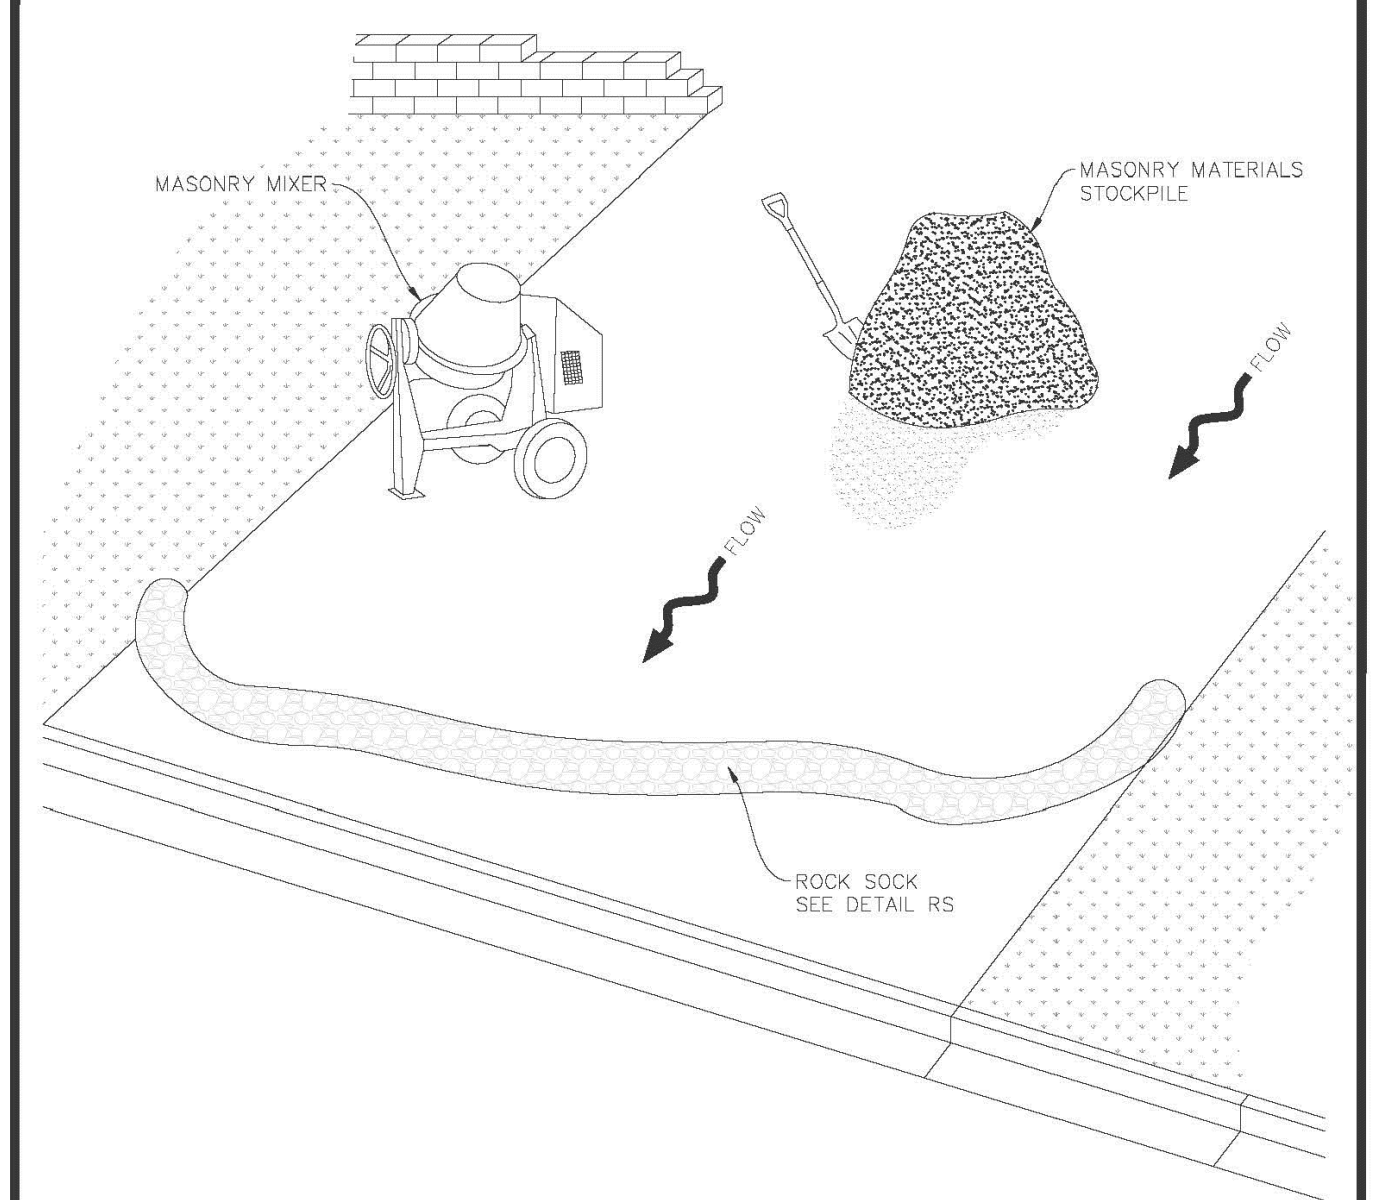 MASONRY MIXER
MASONRY MATERIALS
STOCKPILE
FLOW
FLOW
ROCK SOCK
SEE DETAIL RS